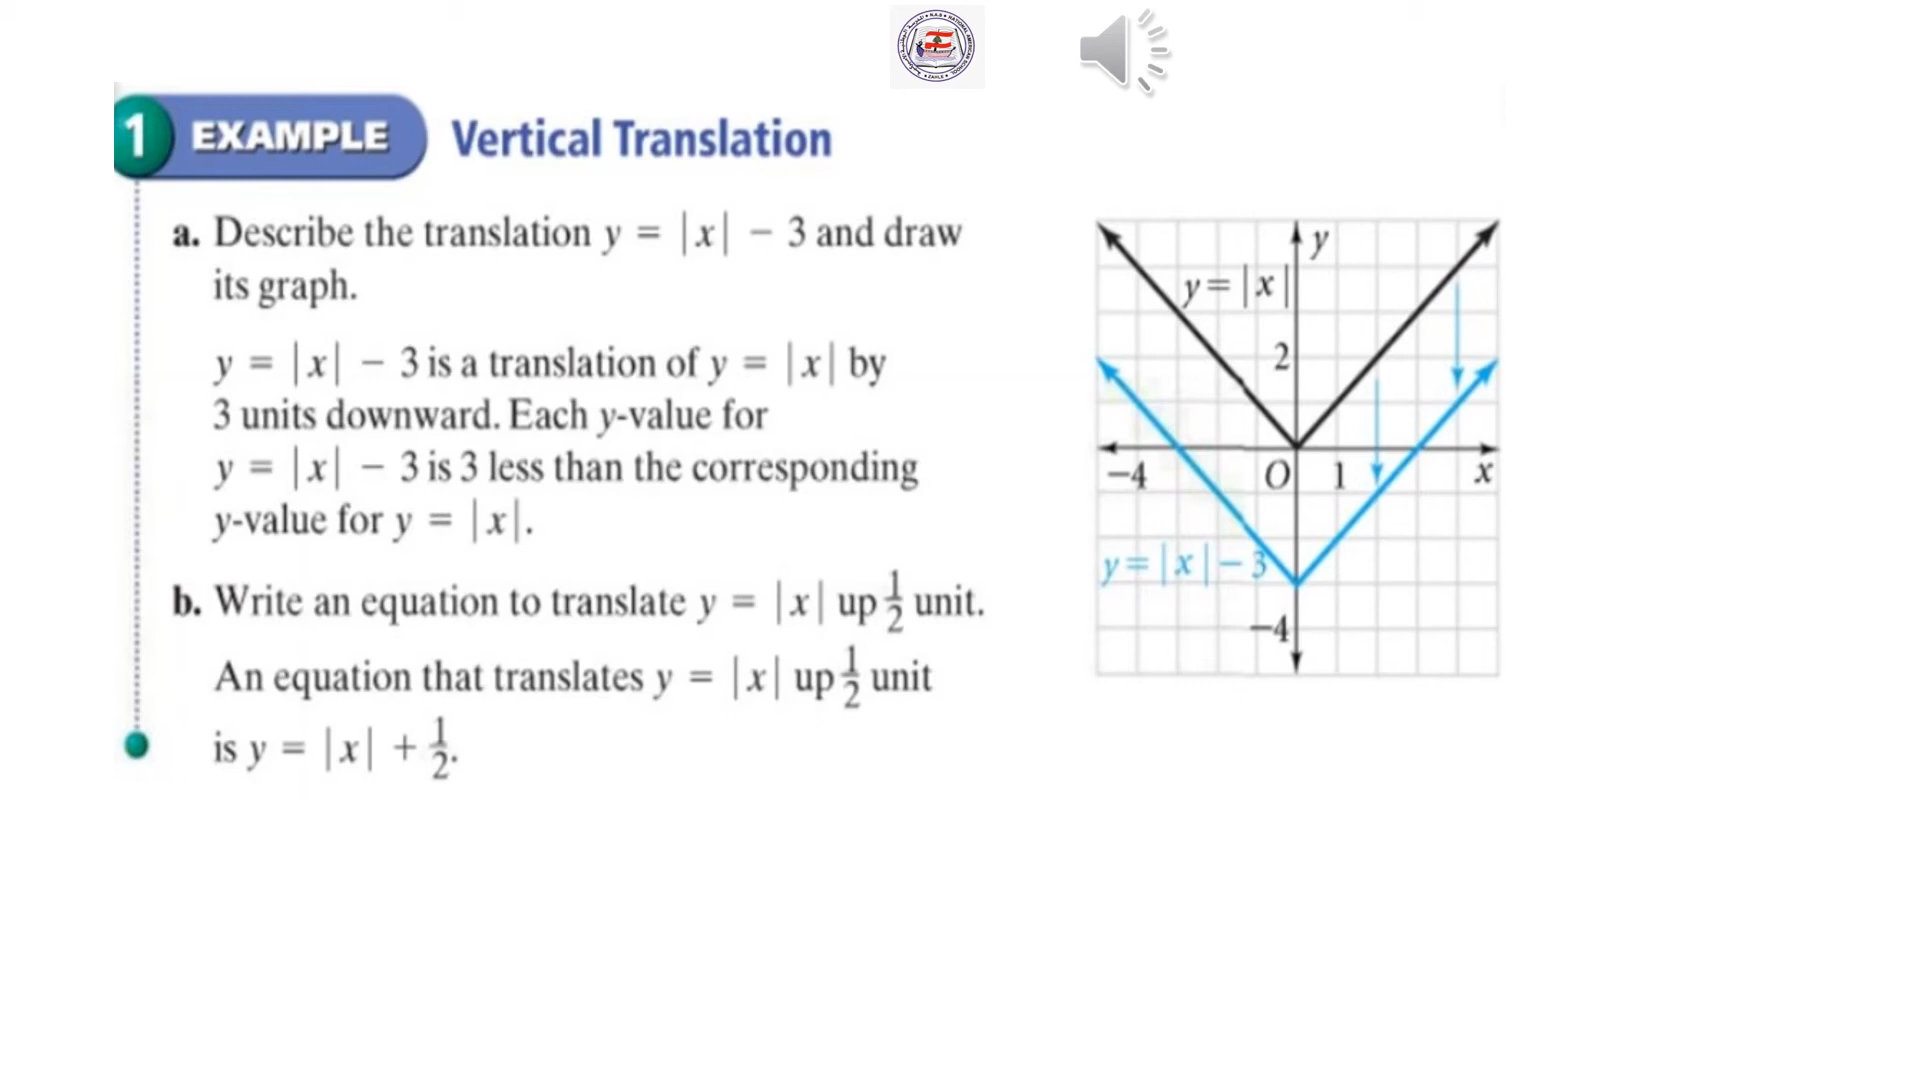 1 EXAMPLE Vertical Translation
a. Describe the translation y = |x| − 3 and draw
its graph.
y = |x| − 3 is a translation of y = |x| by
3 units downward. Each y-value for
y = |x| − 3 is 3 less than the corresponding
y-value for y = |x|.
b. Write an equation to translate y = |x| up 1/2 unit.
An equation that translates y = |x| up 1/2 unit
is y = |x| + 1/2.
y
y = |x|
2
−4 O 1 x
y = |x| − 3
−4